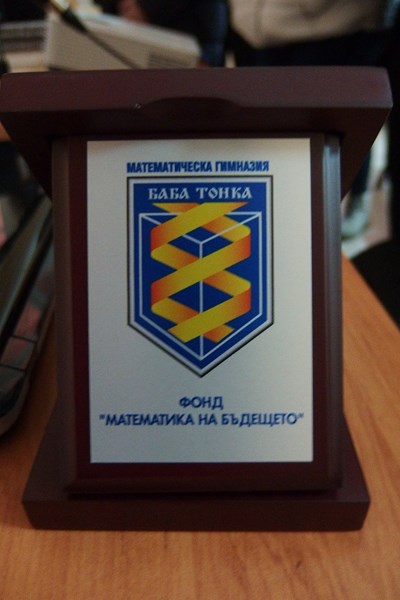 МАТЕМАТИЧЕСКА ГИМНАЗИЯ
БАБА ТОНКА
ФОНД
"МАТЕМАТИКА НА БЪДЕЩЕТО"